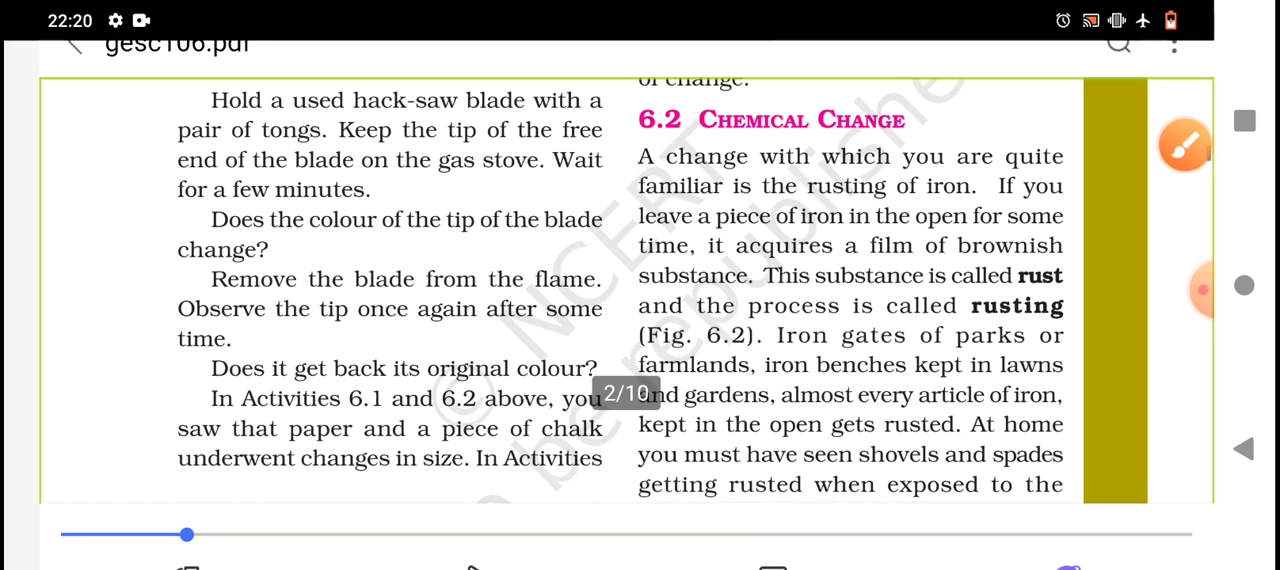 22:20
gesc106.pdf
Hold a used hack-saw blade with a
pair of tongs. Keep the tip of the free
end of the blade on the gas stove. Wait
for a few minutes.
Does the colour of the tip of the blade
change?
Remove the blade from the flame.
Observe the tip once again after some
time.
Does it get back its original colour?
In Activities 6.1 and 6.2 above, you
saw that paper and a piece of chalk
underwent changes in size. In Activities
of change.
6.2 CHEMICAL CHANGE
A change with which you are quite
familiar is the rusting of iron. If you
leave a piece of iron in the open for some
time, it acquires a film of brownish
substance. This substance is called rust
and the process is called rusting
(Fig. 6.2). Iron gates of parks or
farmlands, iron benches kept in lawns
and gardens, almost every article of iron,
kept in the open gets rusted. At home
you must have seen shovels and spades
getting rusted when exposed to the
2/10
© NCERT
be republishe